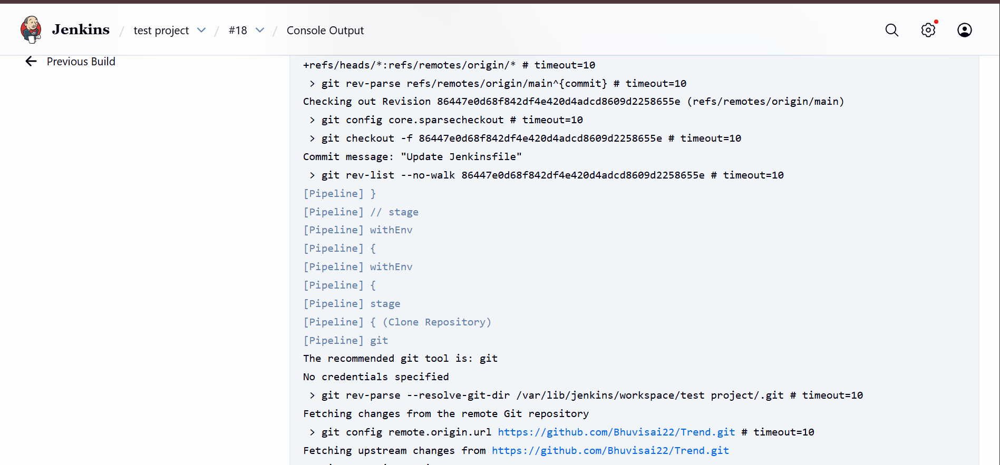 Jenkins / test project / #18 / Console Output
Previous Build
+refs/heads/*:refs/remotes/origin/* # timeout=10
> git rev-parse refs/remotes/origin/main^{commit} # timeout=10
Checking out Revision 86447e0d68f842df4e420d4adcd8609d2258655e (refs/remotes/origin/main)
> git config core.sparsecheckout # timeout=10
> git checkout -f 86447e0d68f842df4e420d4adcd8609d2258655e # timeout=10
Commit message: "Update Jenkinsfile"
> git rev-list --no-walk 86447e0d68f842df4e420d4adcd8609d2258655e # timeout=10
[Pipeline] }
[Pipeline] // stage
[Pipeline] withEnv
[Pipeline] {
[Pipeline] withEnv
[Pipeline] {
[Pipeline] stage
[Pipeline] { (Clone Repository)
[Pipeline] git
The recommended git tool is: git
No credentials specified
> git rev-parse --resolve-git-dir /var/lib/jenkins/workspace/test project/.git # timeout=10
Fetching changes from the remote Git repository
> git config remote.origin.url https://github.com/Bhuvisai22/Trend.git # timeout=10
Fetching upstream changes from https://github.com/Bhuvisai22/Trend.git